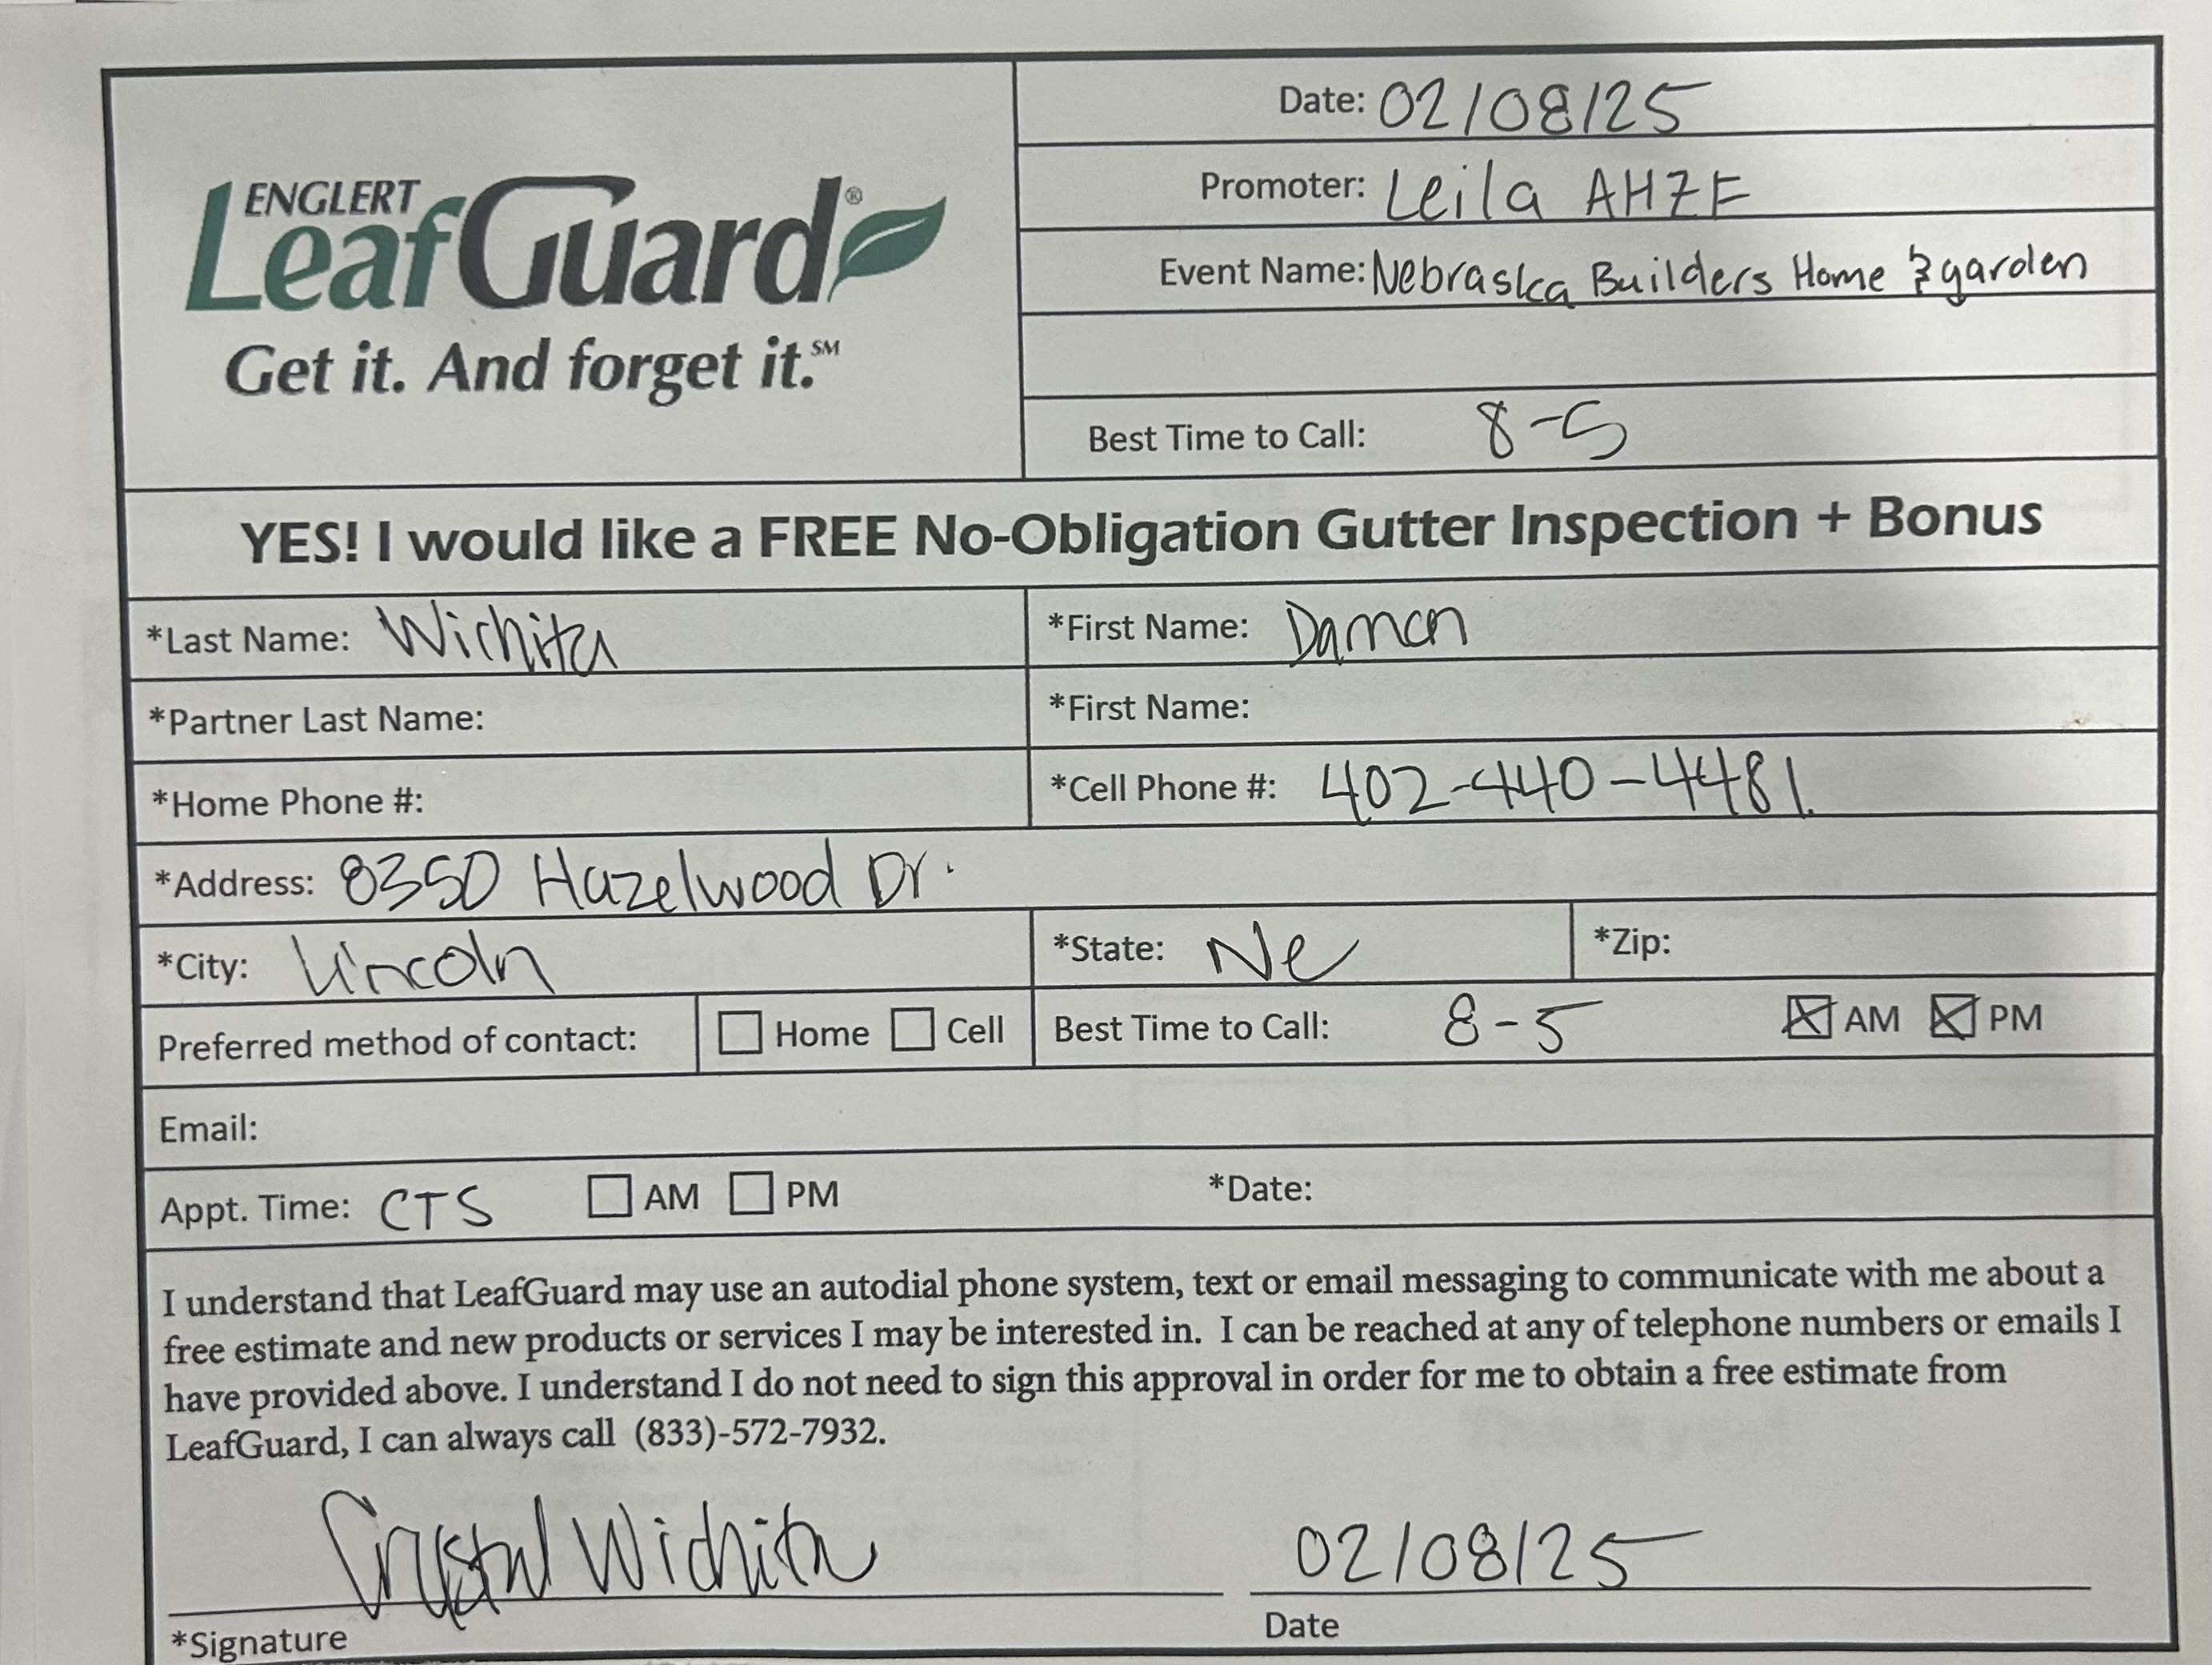 Date: 02/08/25
Promoter: Leila AHZF
ENGLERT
LeafGuard®
Event Name: Nebraska Builders Home & garden
Get it. And forget it.℠
Best Time to Call: 8-5
YES! I would like a FREE No-Obligation Gutter Inspection + Bonus
*Last Name: Wichita *First Name: Damon
*Partner Last Name: *First Name:
*Home Phone #: *Cell Phone #: 402-440-4481
*Address: 8350 Hazelwood Dr.
*City: Lincoln *State: Ne *Zip:
Preferred method of contact: ☐ Home ☐ Cell Best Time to Call: 8-5 ☒ AM ☒ PM
Email:
Appt. Time: CTS ☐ AM ☐ PM *Date:
I understand that LeafGuard may use an autodial phone system, text or email messaging to communicate with me about a
free estimate and new products or services I may be interested in. I can be reached at any of telephone numbers or emails I
have provided above. I understand I do not need to sign this approval in order for me to obtain a free estimate from
LeafGuard, I can always call (833)-572-7932.
Crystal Wichita 02/08/25
*Signature Date